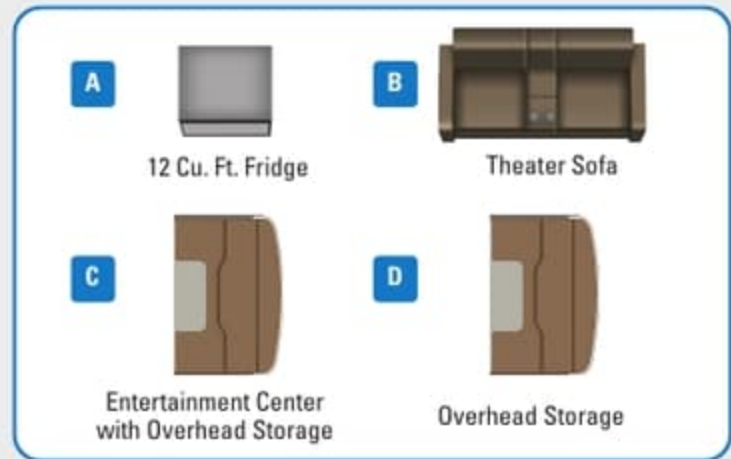 A
12 Cu. Ft. Fridge
B
Theater Sofa
C
Entertainment Center
with Overhead Storage
D
Overhead Storage